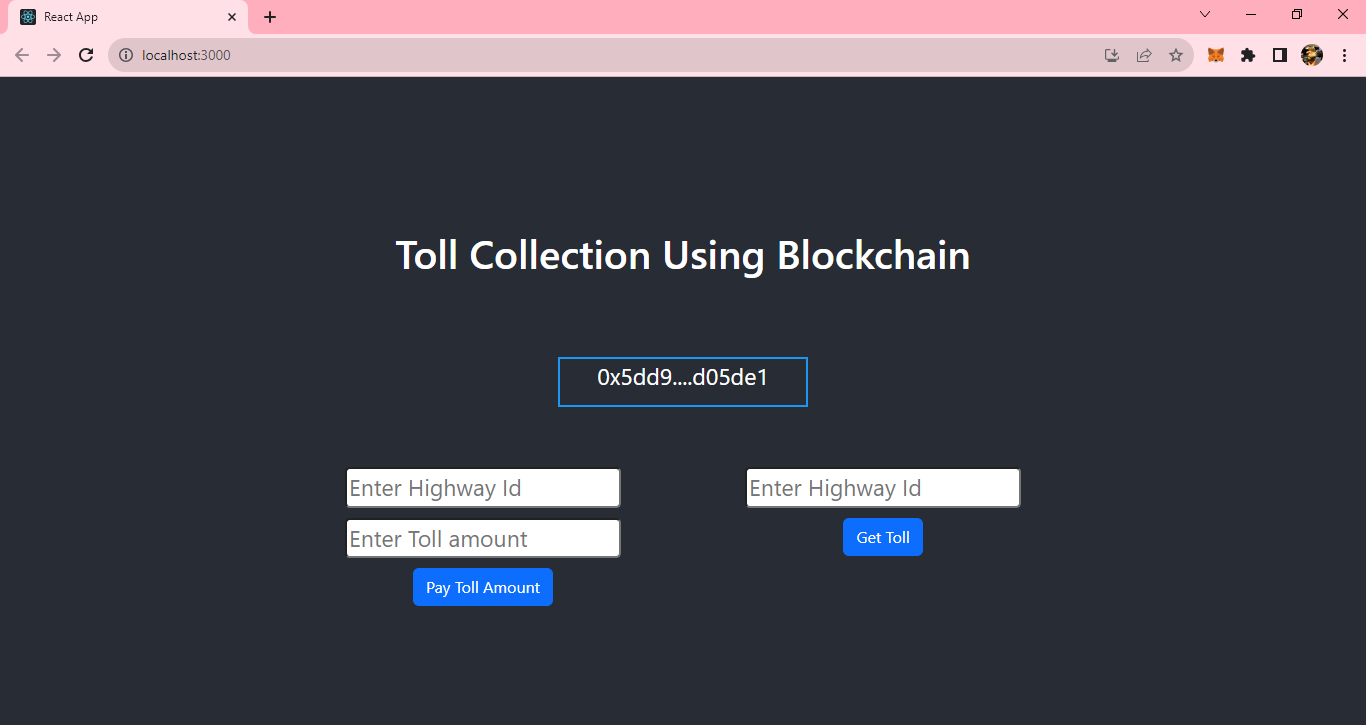 React App
localhost:3000
Toll Collection Using Blockchain
0x5dd9....d05de1
Enter Highway Id
Enter Toll amount
Pay Toll Amount
Enter Highway Id
Get Toll